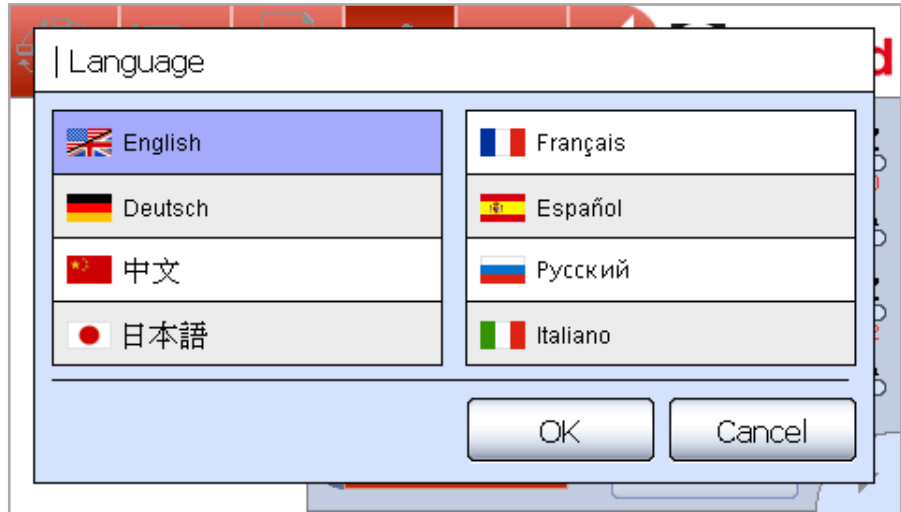 Language
English
Français
Deutsch
Español
中文
Русский
日本語
Italiano
OK
Cancel